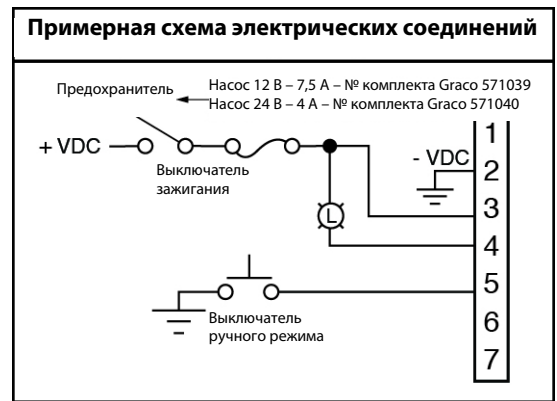 Примерная схема электрических соединений
Предохранитель
Насос 12 В – 7,5 А – № комплекта Graco 571039
Насос 24 В – 4 А – № комплекта Graco 571040
+ VDC
Выключатель
зажигания
- VDC
L
1
2
3
4
5
6
7
Выключатель
ручного режима